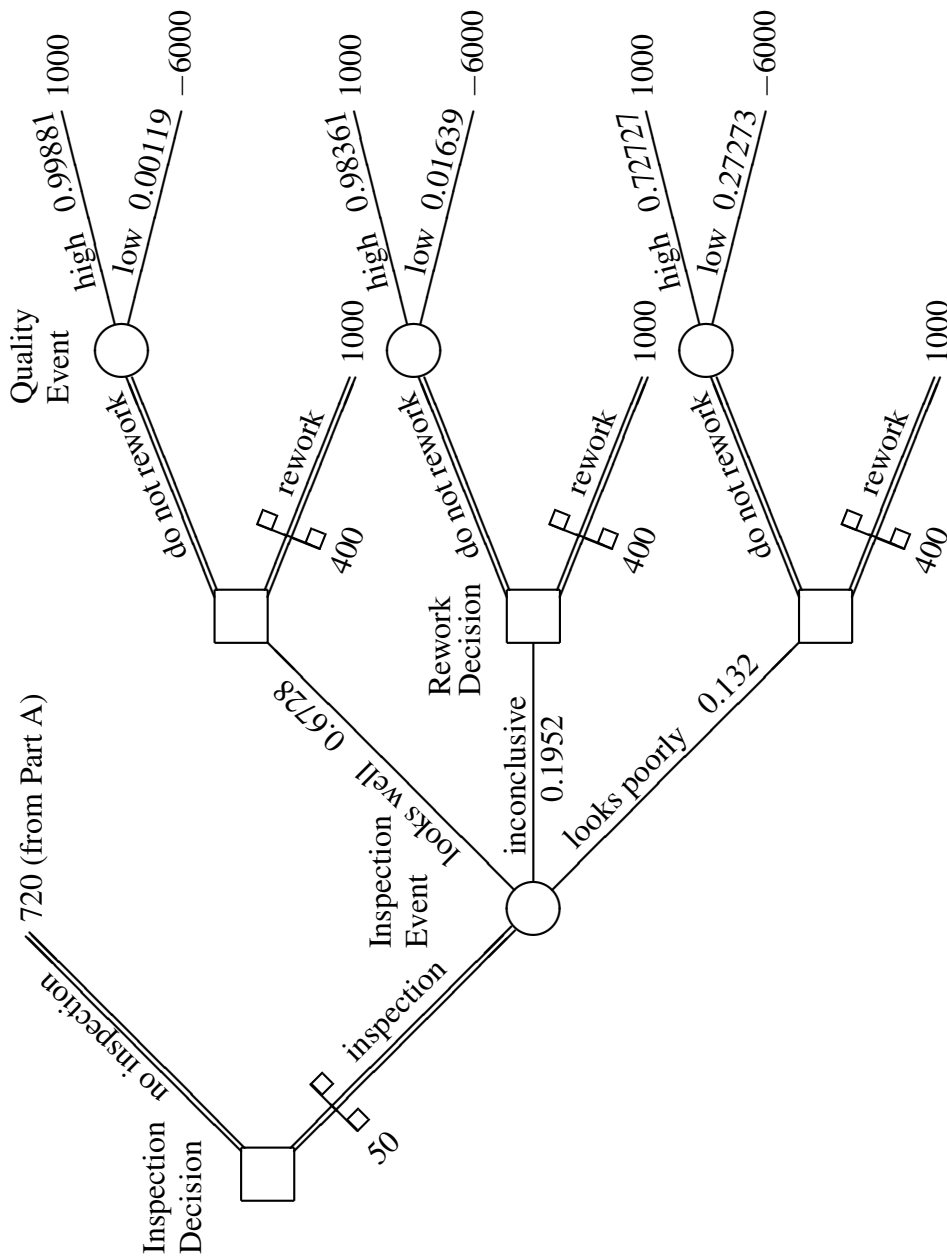 720 (from Part A)
no inspection
Inspection
Decision
50
inspection
Inspection
Event
looks well 0.6728
inconclusive
0.1952
looks poorly 0.132
Rework
Decision
do not rework
400
rework
1000
Quality
Event
high 0.99881
1000
low 0.00119
−6000
do not rework
400
rework
1000
high 0.98361
1000
low 0.01639
−6000
do not rework
400
rework
1000
high 0.72727
1000
low 0.27273
−6000